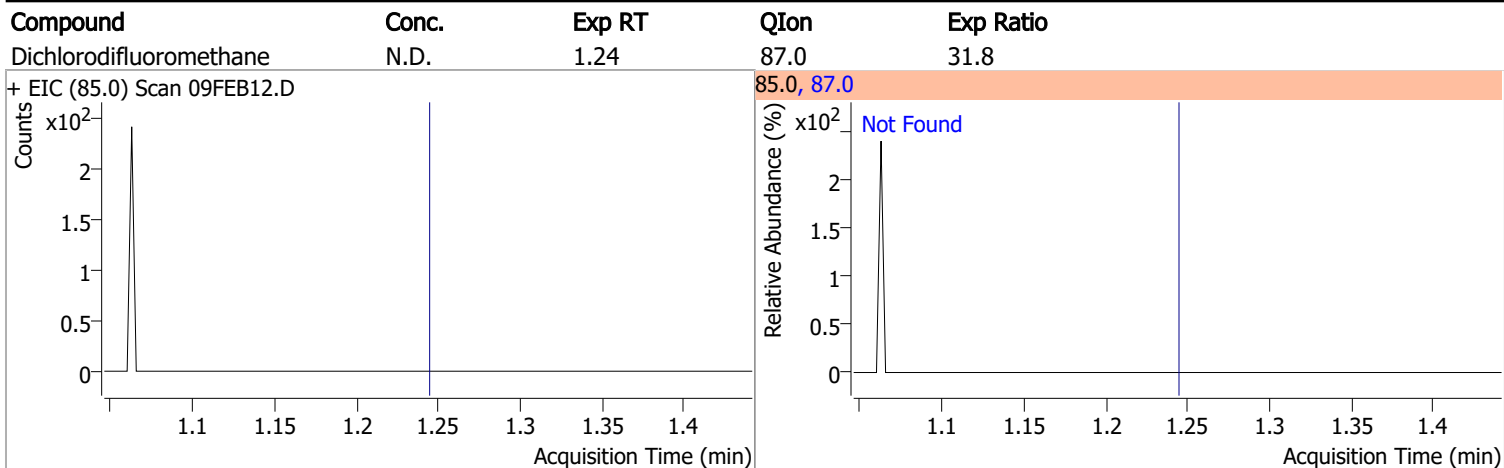 Compound Conc. Exp RT QIon Exp Ratio
Dichlorodifluoromethane N.D. 1.24 87.0 31.8
+ EIC (85.0) Scan 09FEB12.D
Counts
x10²
2
1.5
1
0.5
0
1.1 1.15 1.2 1.25 1.3 1.35 1.4
Acquisition Time (min)
85.0, 87.0
Relative Abundance (%)
x10²
Not Found
2
1.5
1
0.5
0
1.1 1.15 1.2 1.25 1.3 1.35 1.4
Acquisition Time (min)